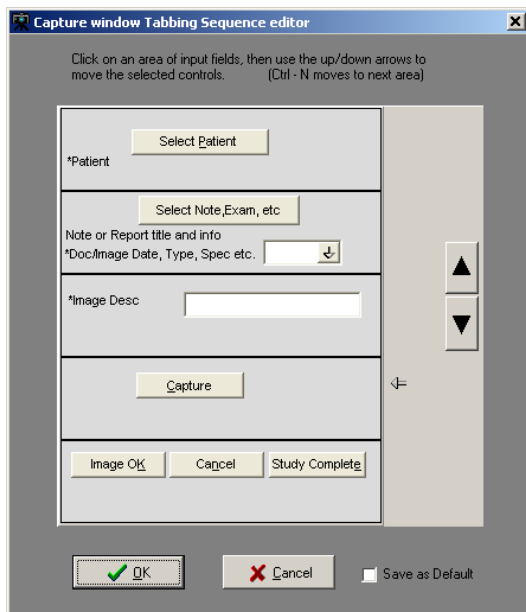 Capture window Tabbing Sequence editor
Click on an area of input fields, then use the up/down arrows to
move the selected controls. (Ctrl - N moves to next area)
Select Patient
*Patient
Select Note,Exam, etc
Note or Report title and info
*Doc/Image Date, Type, Spec etc.
*Image Desc
Capture
Image OK Cancel Study Complete
OK Cancel Save as Default